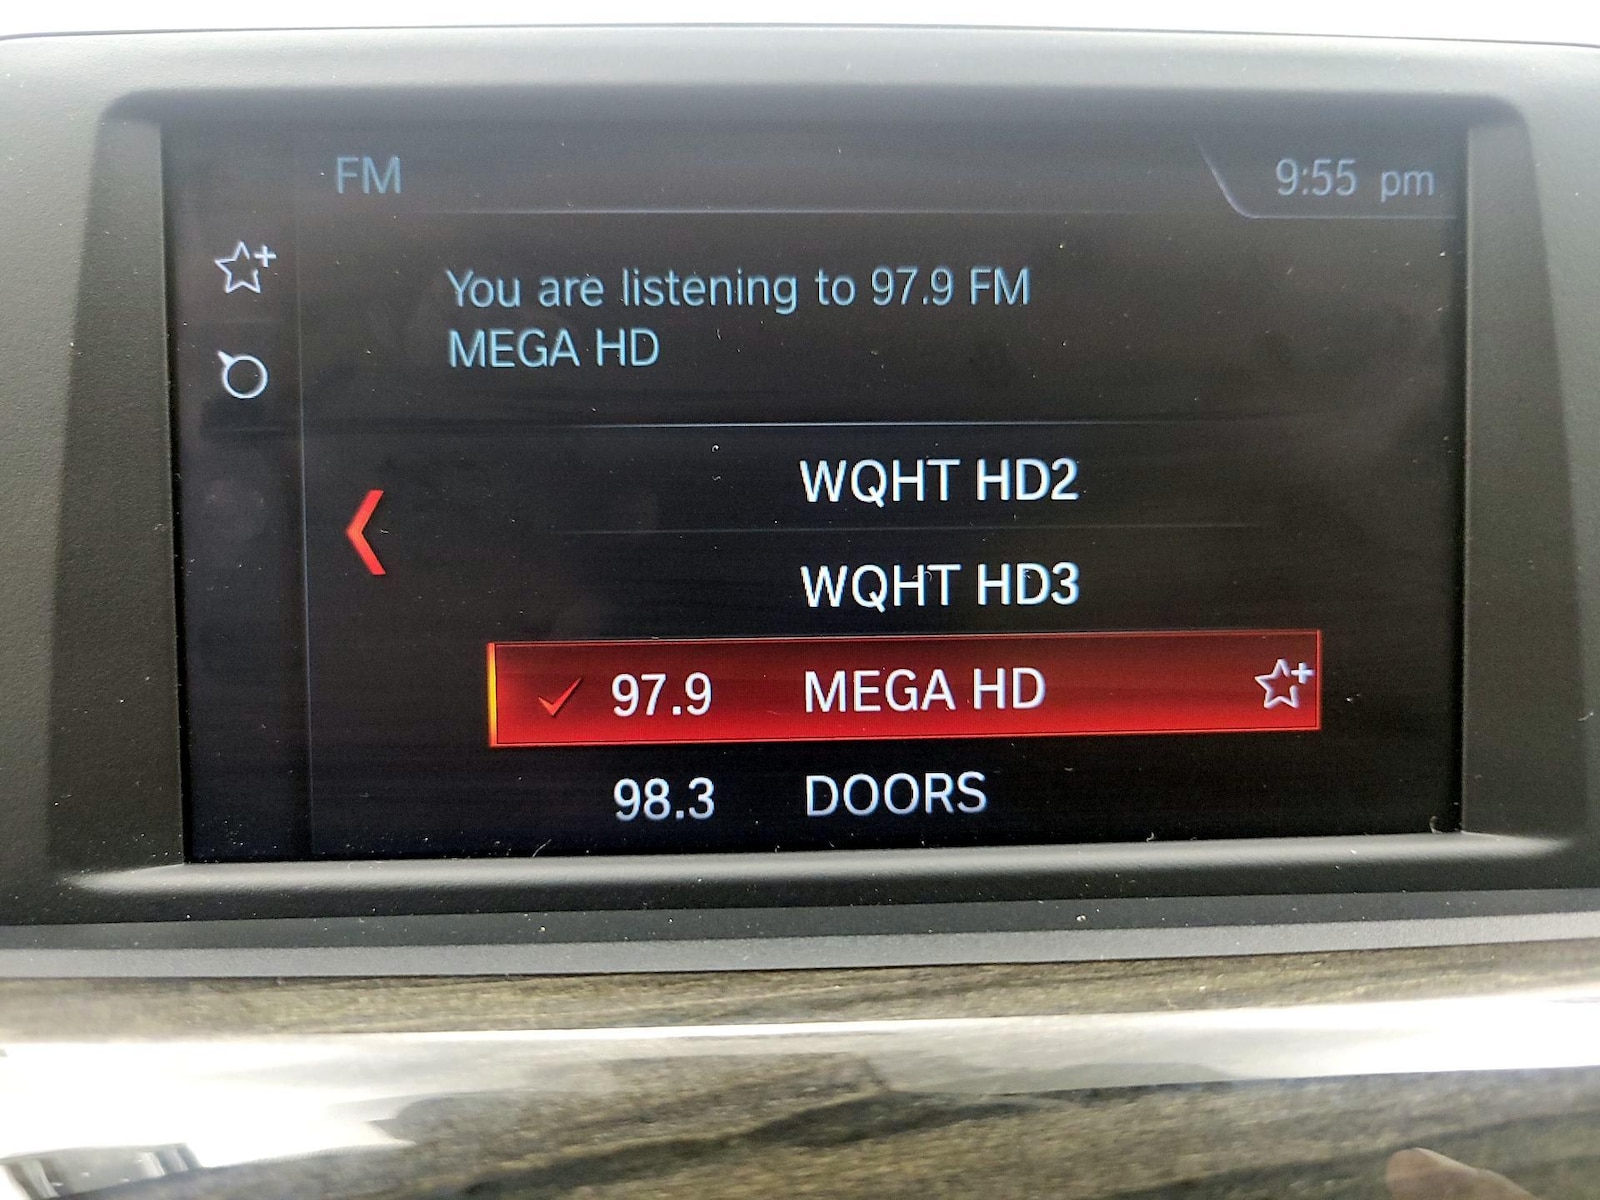 FM
9:55 pm
You are listening to 97.9 FM
MEGA HD
WQHT HD2
WQHT HD3
97.9 MEGA HD
98.3 DOORS